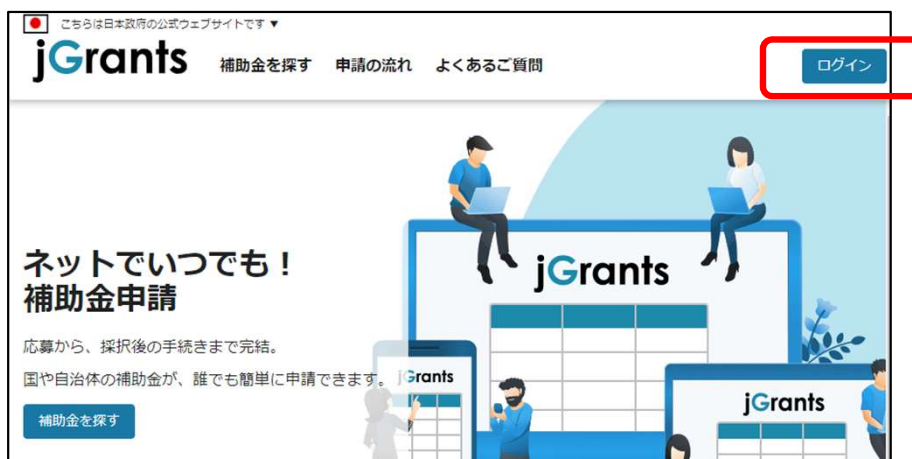 こちらは日本政府の公式ウェブサイトです ▼
jGrants 補助金を探す 申請の流れ よくあるご質問 ログイン
jGrants
ネットでいつでも!
補助金申請
応募から、採択後の手続きまで完結。
国や自治体の補助金が、誰でも簡単に申請できます。
jGrants
jGrants
補助金を探す